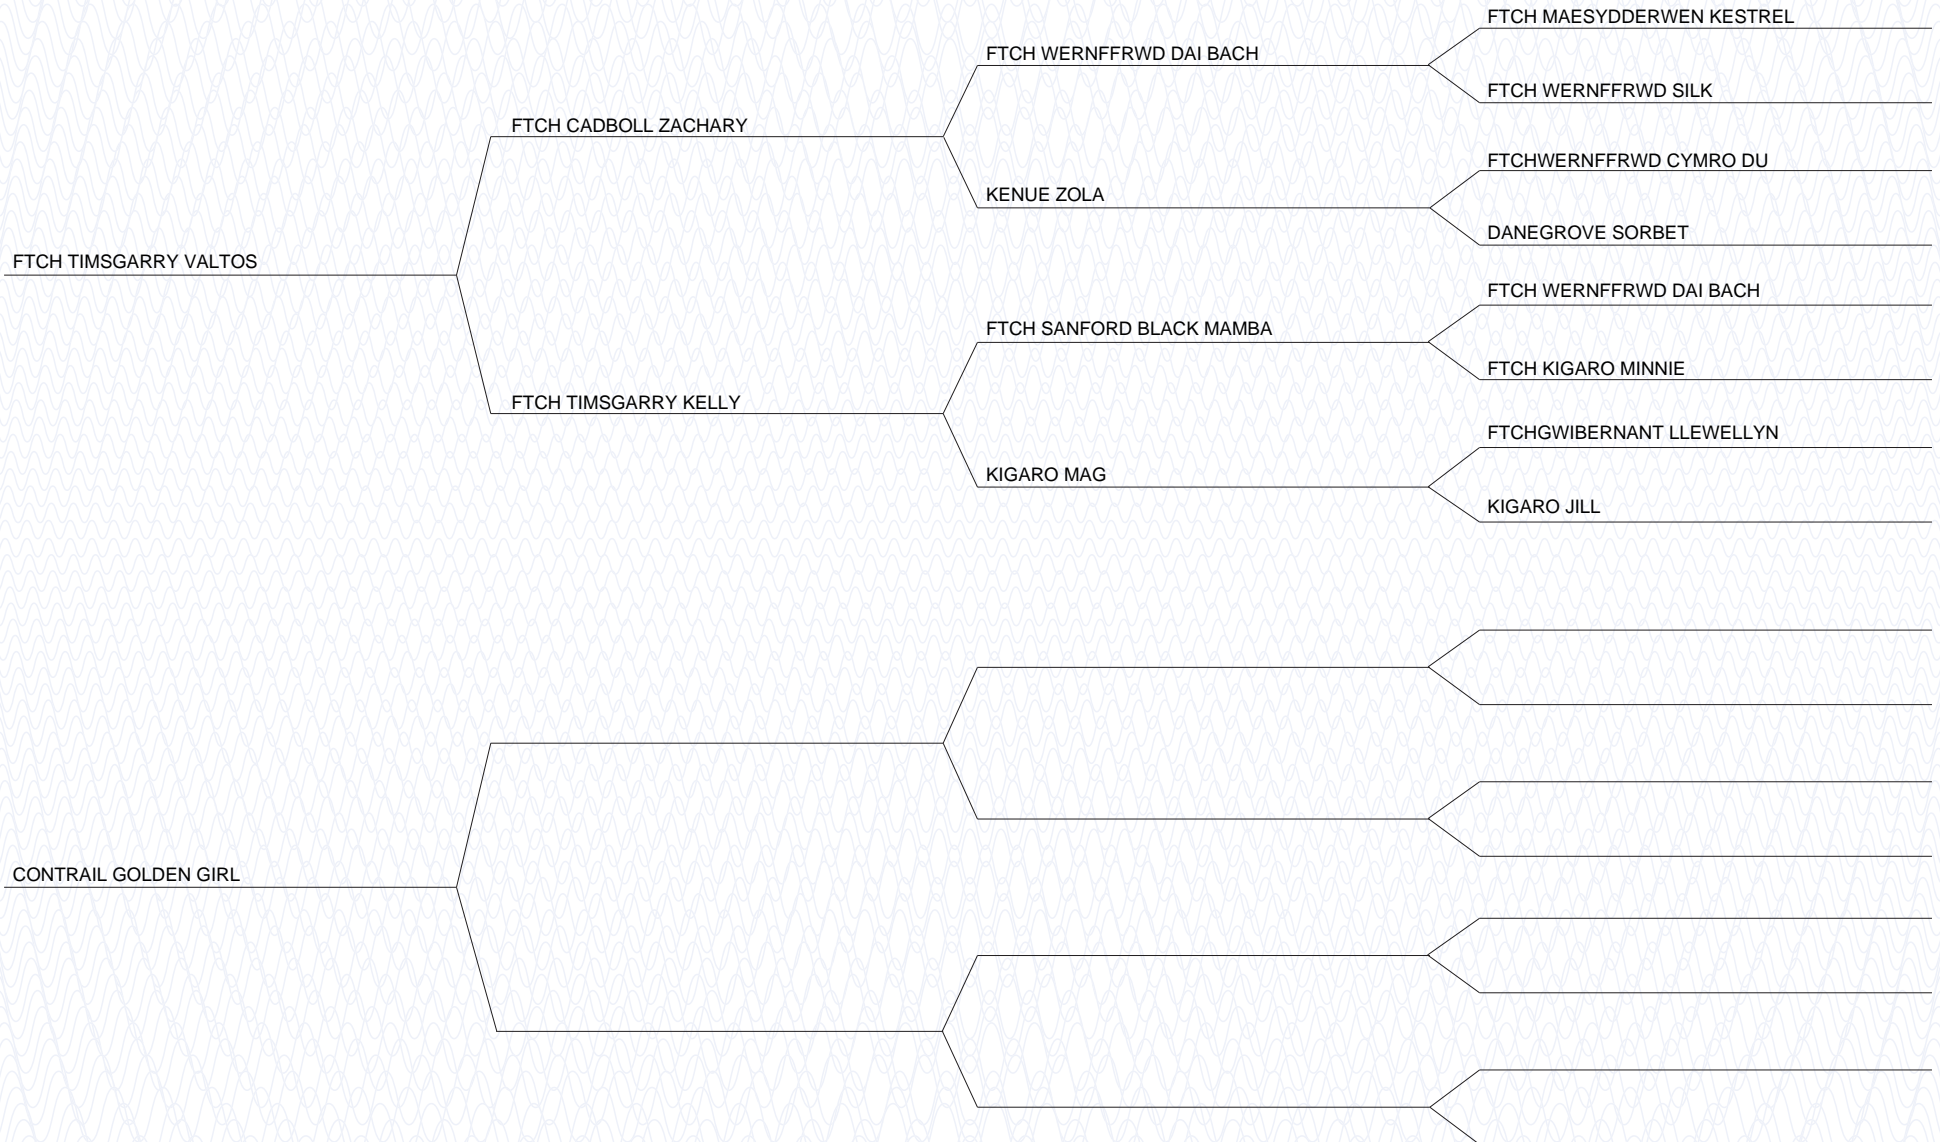 FTCH MAESYDDERWEN KESTREL
FTCH WERNFFRWD DAI BACH
FTCH WERNFFRWD SILK
FTCH CADBOLL ZACHARY
FTCHWERNFFRWD CYMRO DU
KENUE ZOLA
DANEGROVE SORBET
FTCH TIMSGARRY VALTOS
FTCH WERNFFRWD DAI BACH
FTCH SANFORD BLACK MAMBA
FTCH KIGARO MINNIE
FTCH TIMSGARRY KELLY
FTCHGWIBERNANT LLEWELLYN
KIGARO MAG
KIGARO JILL
CONTRAIL GOLDEN GIRL